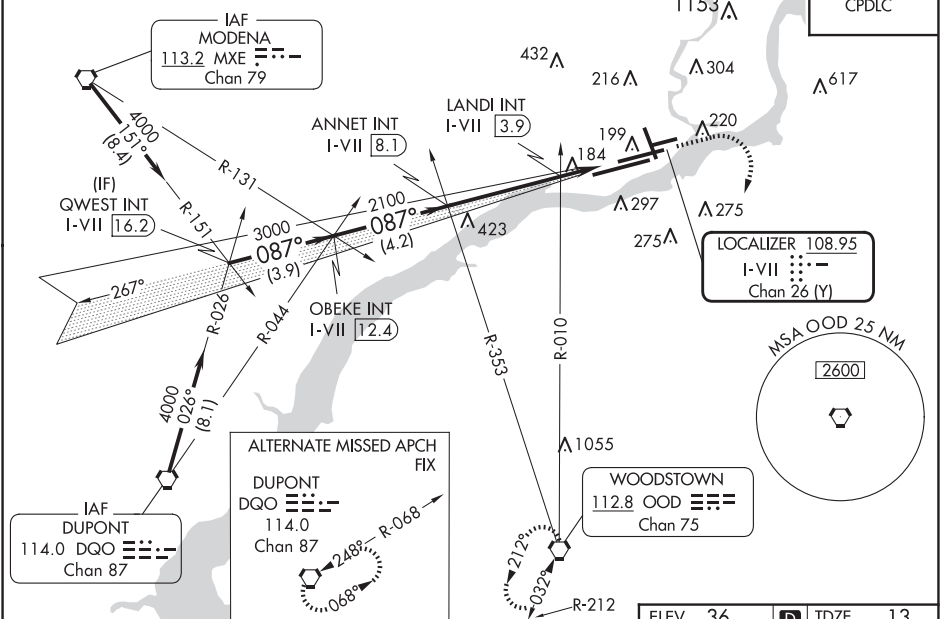 1153
CPDLC
IAF
MODENA
113.2 MXE
Chan 79
432
216
304
617
LANDI INT
I-VII 3.9
ANNET INT
I-VII 8.1
199
220
184
4000
151°
(8.4)
R-131
(IF)
QWEST INT
I-VII 16.2
R-151
2100
3000
087°
(4.2)
087°
(3.9)
423
297
275
275
LOCALIZER 108.95
I-VII
Chan 26 (Y)
267°
R-026
R-044
OBEKE INT
I-VII 12.4
R-353
R-010
MSA OOD 25 NM
2600
4000
026°
(8.1)
ALTERNATE MISSED APCH
FIX
DUPONT
DQO
114.0
Chan 87
R-068
248°
068°
1055
WOODSTOWN
112.8 OOD
Chan 75
IAF
DUPONT
114.0 DQO
Chan 87
212°
032°
R-212
ELEV 36
D TDZE 13